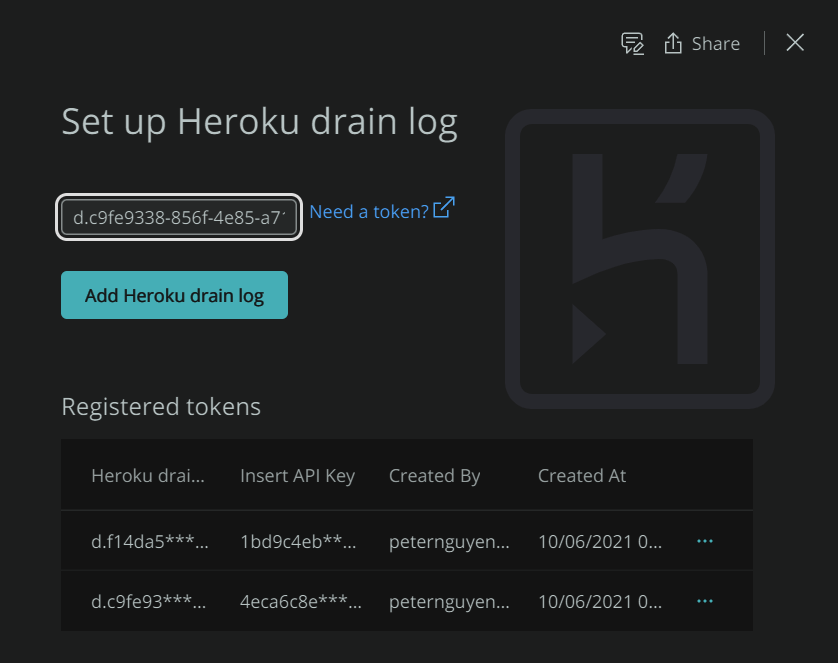 Share
Set up Heroku drain log
d.c9fe9338-856f-4e85-a71
Need a token?
Add Heroku drain log
Registered tokens
Heroku drai... Insert API Key Created By Created At
d.f14da5***... 1bd9c4eb**... peternguyen... 10/06/2021 0... ...
d.c9fe93***... 4eca6c8e***... peternguyen... 10/06/2021 0... ...